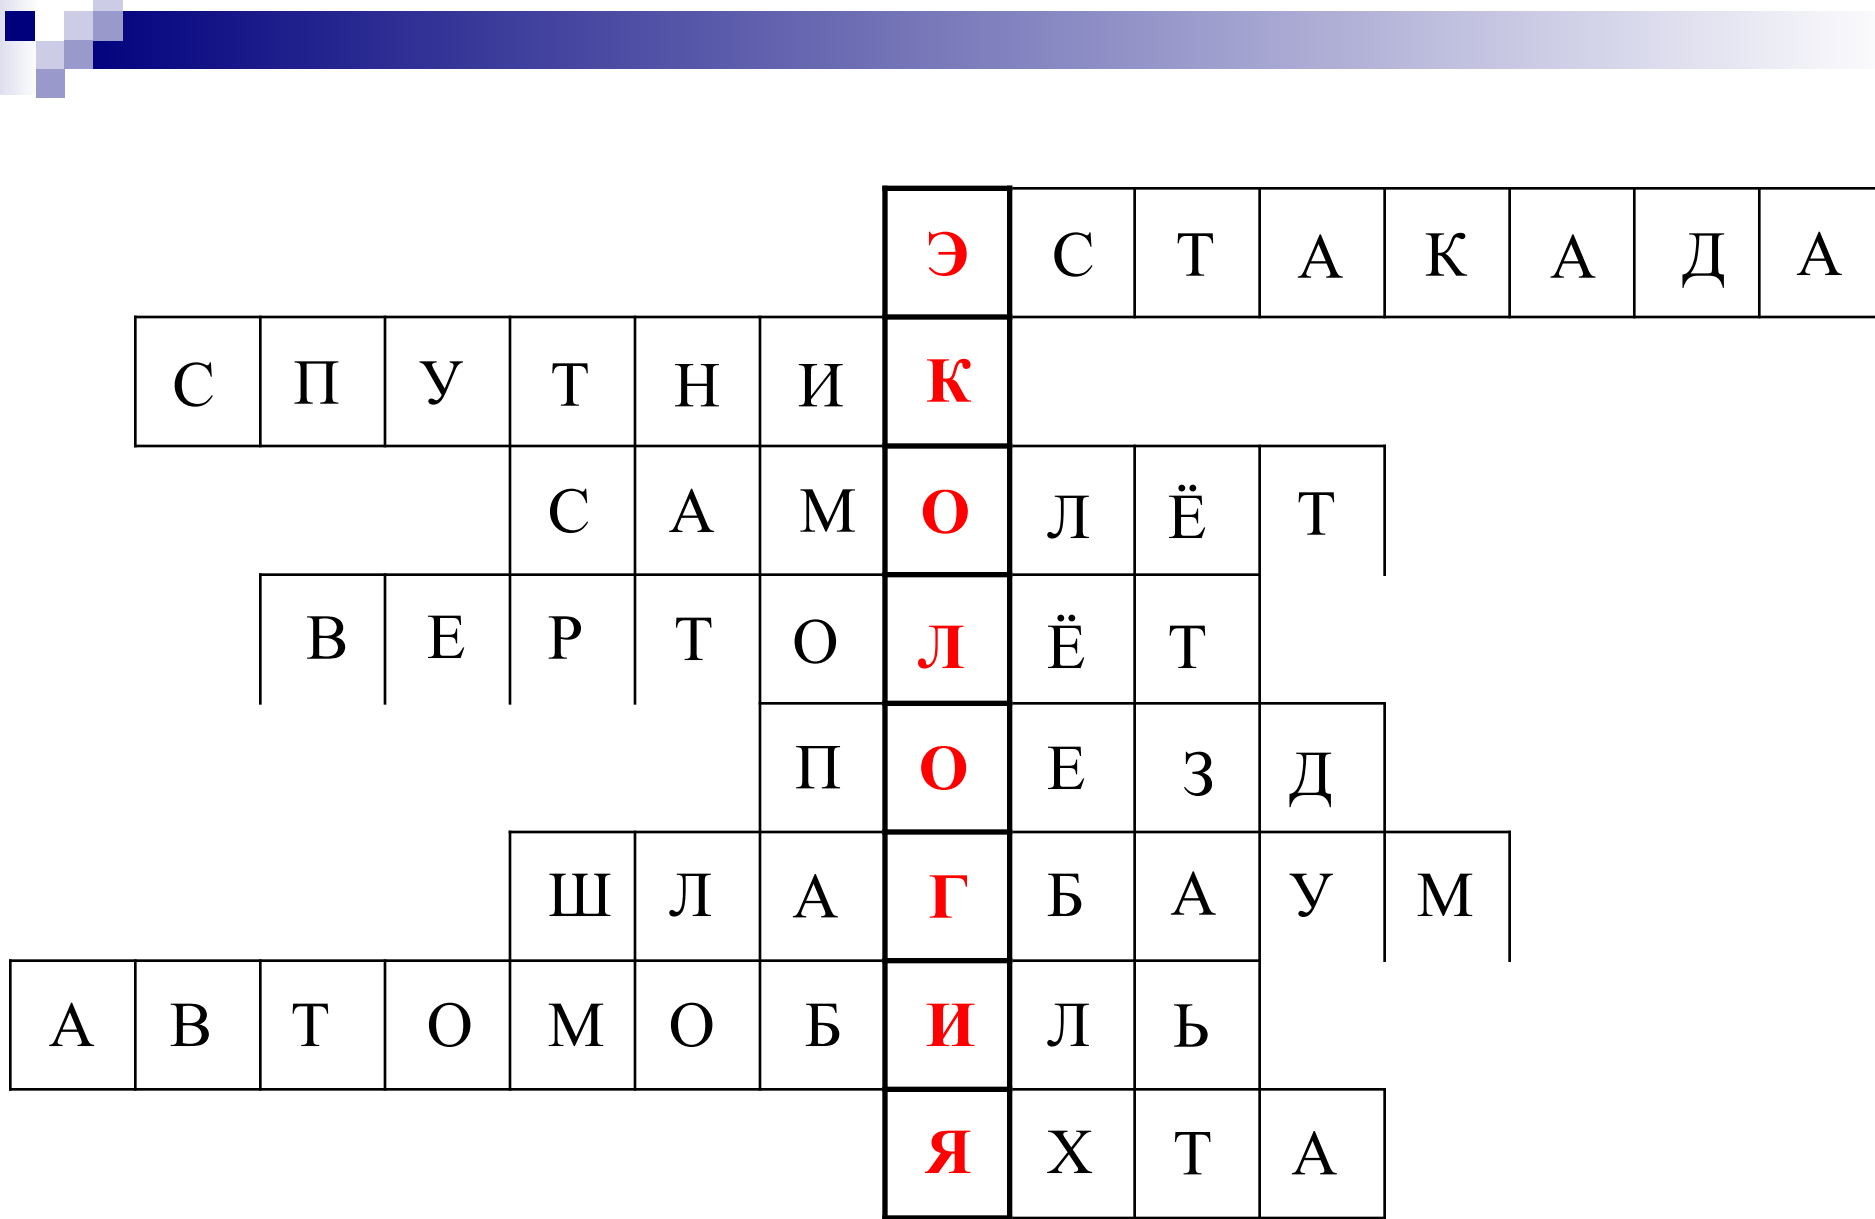 ЭСТАКАДА
СПУТНИК
САМОЛЁТ
ВЕРТОЛЁТ
ПОЕЗД
ШЛАГБАУМ
АВТОМОБИЛЬ
ЯХТА